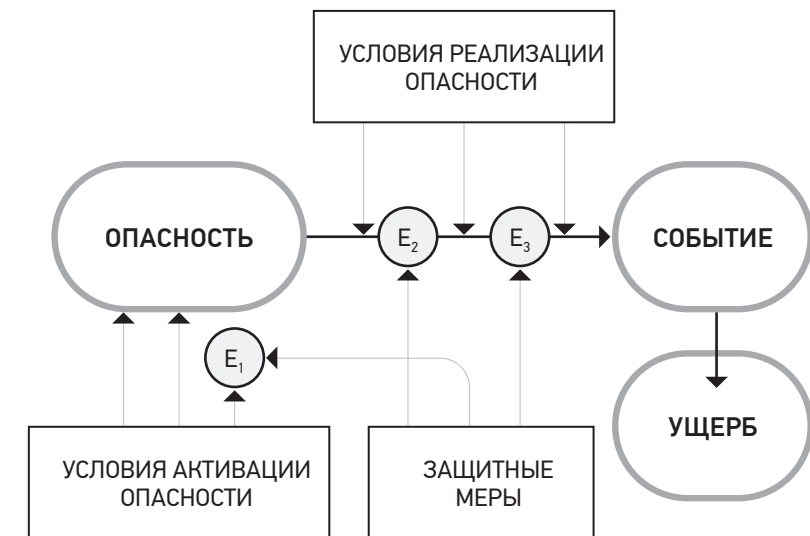 УСЛОВИЯ РЕАЛИЗАЦИИ
ОПАСНОСТИ
ОПАСНОСТЬ
E₂
E₃
СОБЫТИЕ
E₁
УЩЕРБ
УСЛОВИЯ АКТИВАЦИИ
ОПАСНОСТИ
ЗАЩИТНЫЕ
МЕРЫ